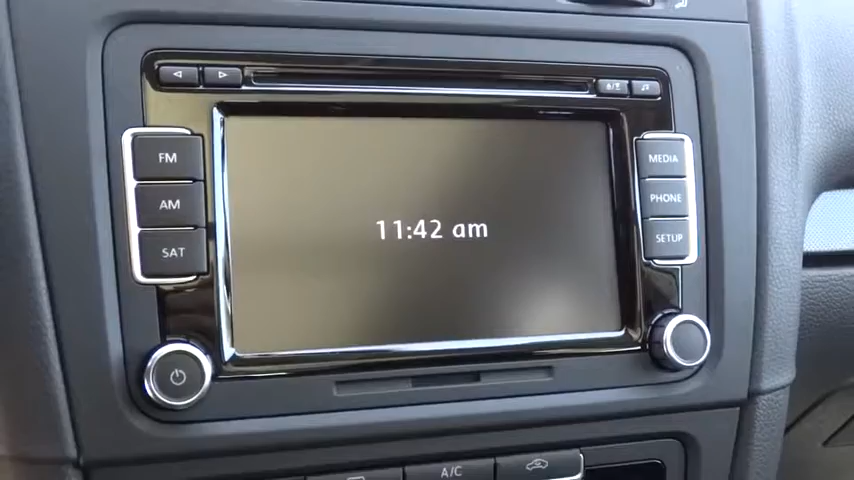 FM
AM
SAT
11:42 am
MEDIA
PHONE
SETUP
A/C